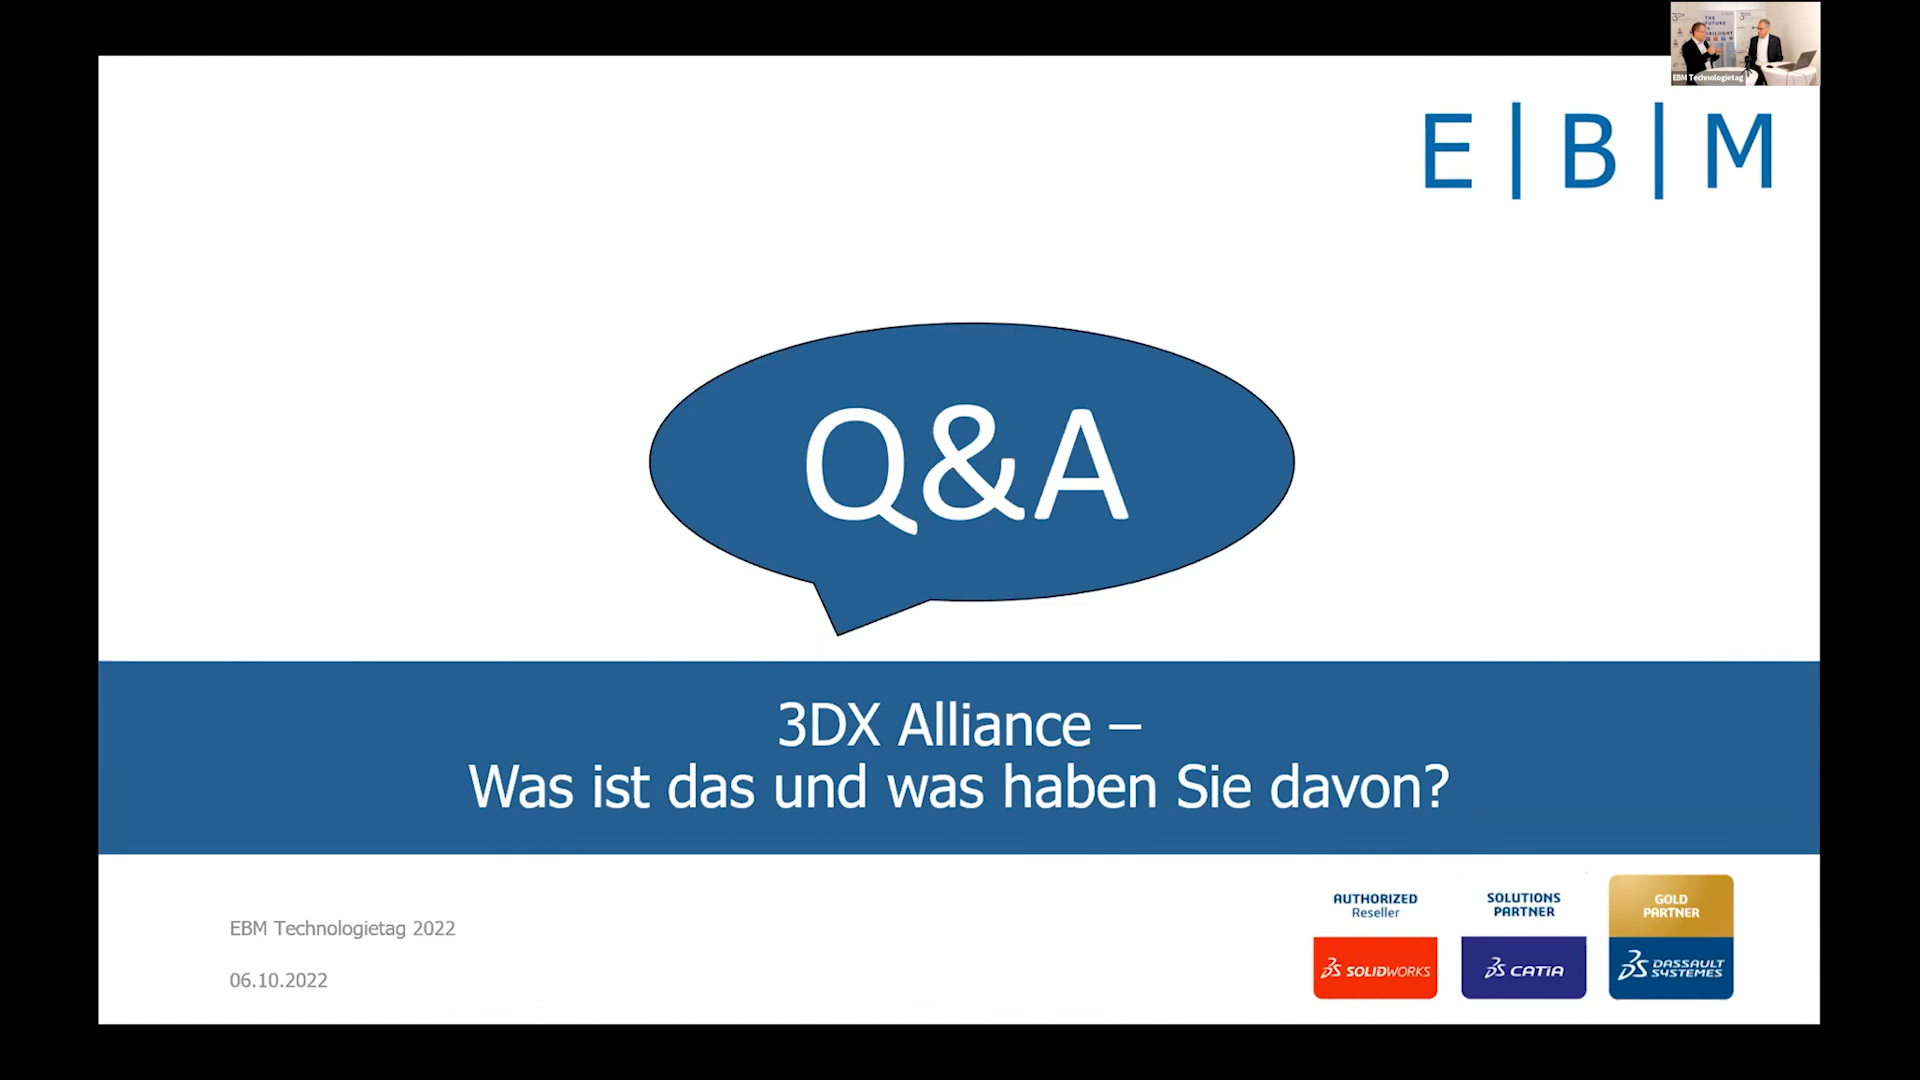 EBM Technologietag
E|B|M
Q&A
3DX Alliance –
Was ist das und was haben Sie davon?
EBM Technologietag 2022
06.10.2022
AUTHORIZED
Reseller
SOLIDWORKS
SOLUTIONS
PARTNER
CATIA
GOLD
PARTNER
DASSAULT
SYSTEMES